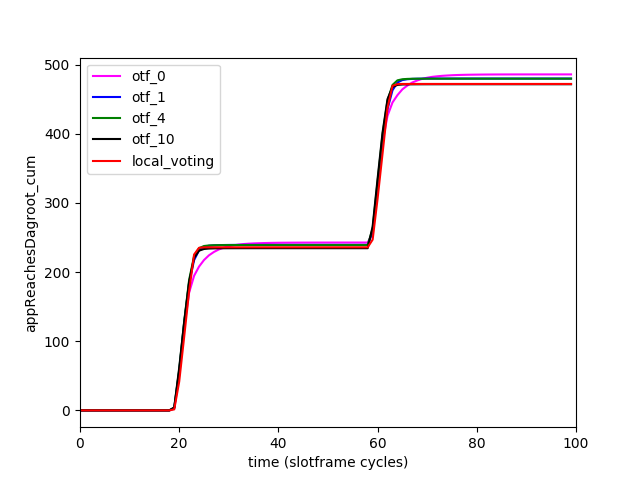 500
400
300
200
100
0
appReachesDagroot_cum
otf_0
otf_1
otf_4
otf_10
local_voting
0 20 40 60 80 100
time (slotframe cycles)